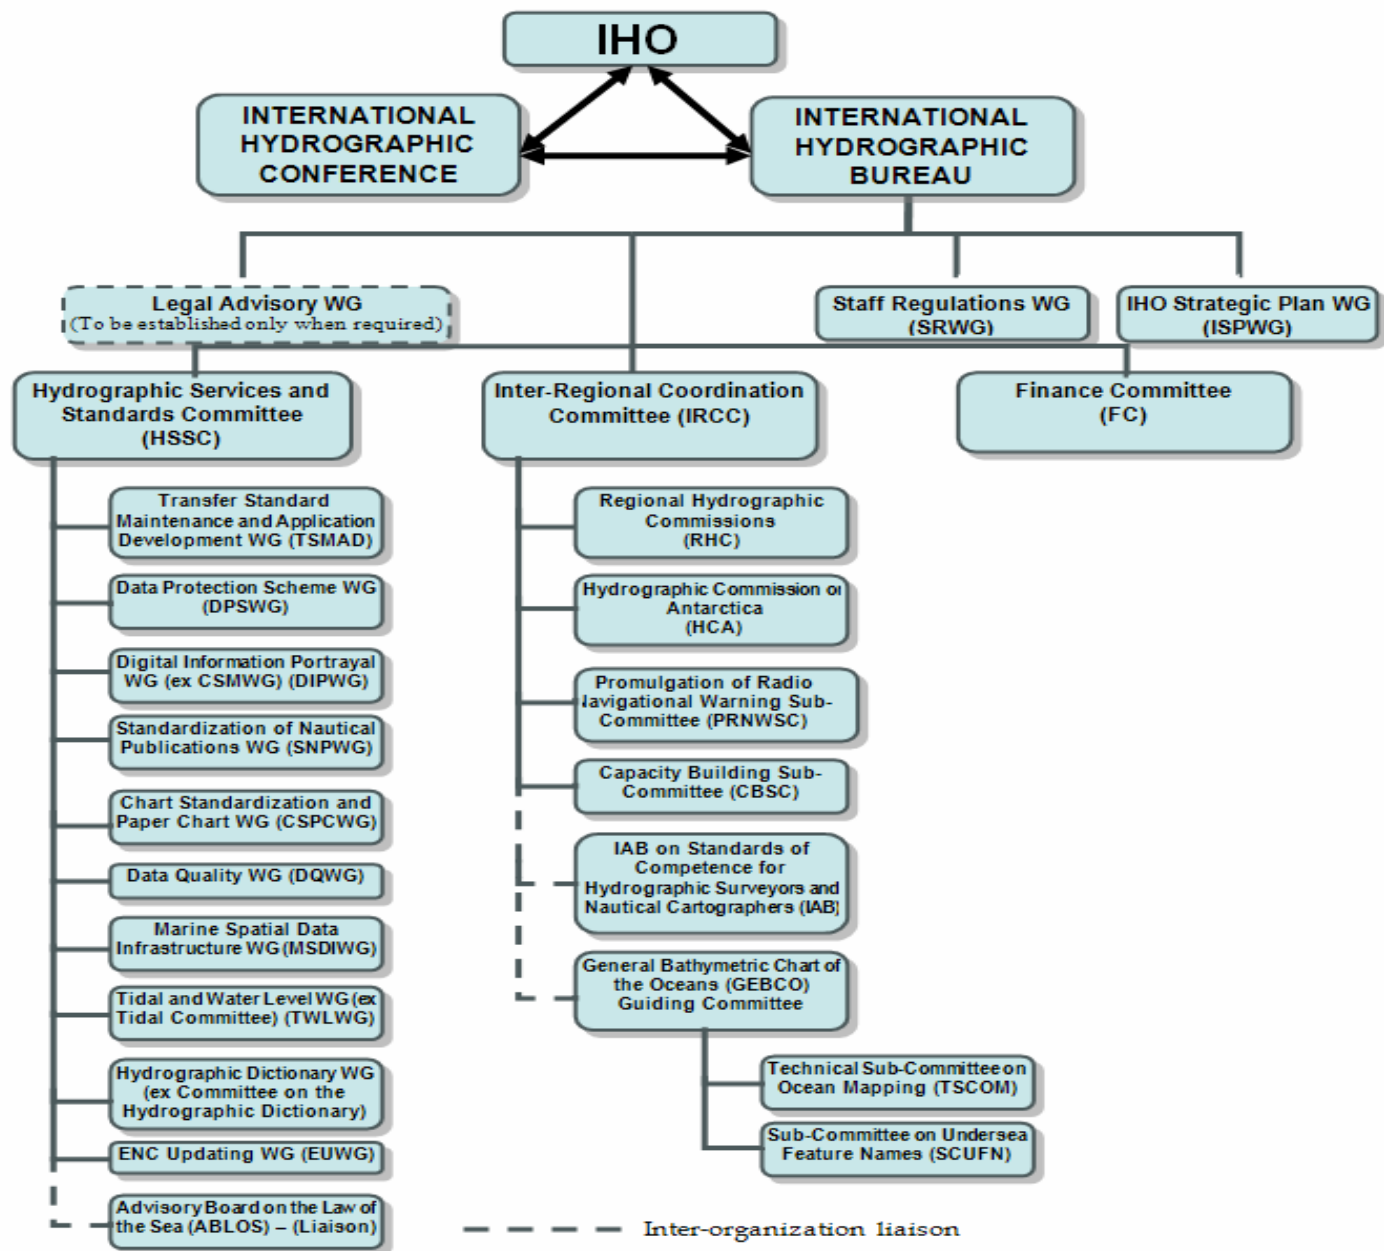 IHO
INTERNATIONAL
HYDROGRAPHIC
CONFERENCE
INTERNATIONAL
HYDROGRAPHIC
BUREAU
Legal Advisory WG
(To be established only when required)
Staff Regulations WG
(SRWG)
IHO Strategic Plan WG
(ISPWG)
Hydrographic Services and
Standards Committee
(HSSC)
Inter-Regional Coordination
Committee (IRCC)
Finance Committee
(FC)
Transfer Standard
Maintenance and Application
Development WG (TSMAD)
Data Protection Scheme WG
(DPSWG)
Digital Information Portrayal
WG (ex CSMWG) (DIPWG)
Standardization of Nautical
Publications WG (SNPWG)
Chart Standardization and
Paper Chart WG (CSPCWG)
Data Quality WG (DQWG)
Marine Spatial Data
Infrastructure WG (MSDIWG)
Tidal and Water Level WG (ex
Tidal Committee) (TWLWG)
Hydrographic Dictionary WG
(ex Committee on the
Hydrographic Dictionary)
ENC Updating WG (EUWG)
Advisory Board on the Law of
the Sea (ABLOS) – (Liaison)
Regional Hydrographic
Commissions
(RHC)
Hydrographic Commission on
Antarctica
(HCA)
Promulgation of Radio
Navigational Warning Sub-
Committee (PRNWSC)
Capacity Building Sub-
Committee (CBSC)
IAB on Standards of
Competence for
Hydrographic Surveyors and
Nautical Cartographers (IAB)
General Bathymetric Chart of
the Oceans (GEBCO)
Guiding Committee
Technical Sub-Committee on
Ocean Mapping (TSCOM)
Sub-Committee on Undersea
Feature Names (SCUFN)
Inter-organization liaison